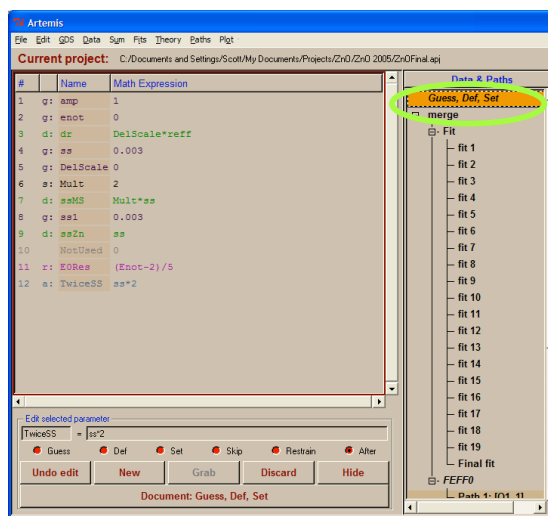 Artemis
File Edit GDS Data Sum Fits Theory Paths Plot
Current project: C:/Documents and Settings/Scott/My Documents/Projects/ZnO/ZnO 2005/ZnOFinal.apj
# Name Math Expression
1 g: amp 1
2 g: enot 0
3 d: dr DelScale*reff
4 g: ss 0.003
5 g: DelScale 0
6 s: Mult 2
7 d: ssMS Mult*ss
8 g: ss1 0.003
9 d: ssZn ss
10 NotUsed 0
11 r: E0Res (Enot-2)/5
12 a: TwiceSS ss*2
Edit selected parameter
TwiceSS = ss*2
Guess Def Set Skip Restrain After
Undo edit New Grab Discard Hide
Document: Guess, Def, Set
Data & Paths
Guess, Def, Set
merge
Fit
fit 1
fit 2
fit 3
fit 4
fit 5
fit 6
fit 7
fit 8
fit 9
fit 10
fit 11
fit 12
fit 13
fit 14
fit 15
fit 16
fit 17
fit 18
fit 19
Final fit
FEFF0
Path 1: [O1_1]